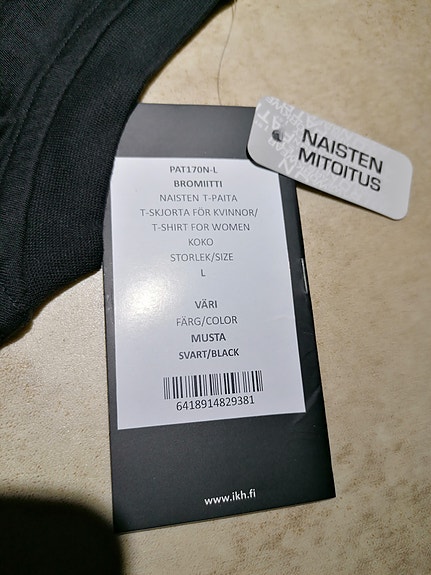 NAISTEN
MITOITUS
PAT170N-L
BROMIITTI
NAISTEN T-PAITA
T-SKJORTA FÖR KVINNOR/
T-SHIRT FOR WOMEN
KOKO
STORLEK/SIZE
L
VÄRI
FÄRG/COLOR
MUSTA
SVART/BLACK
6418914829381
www.ikh.fi